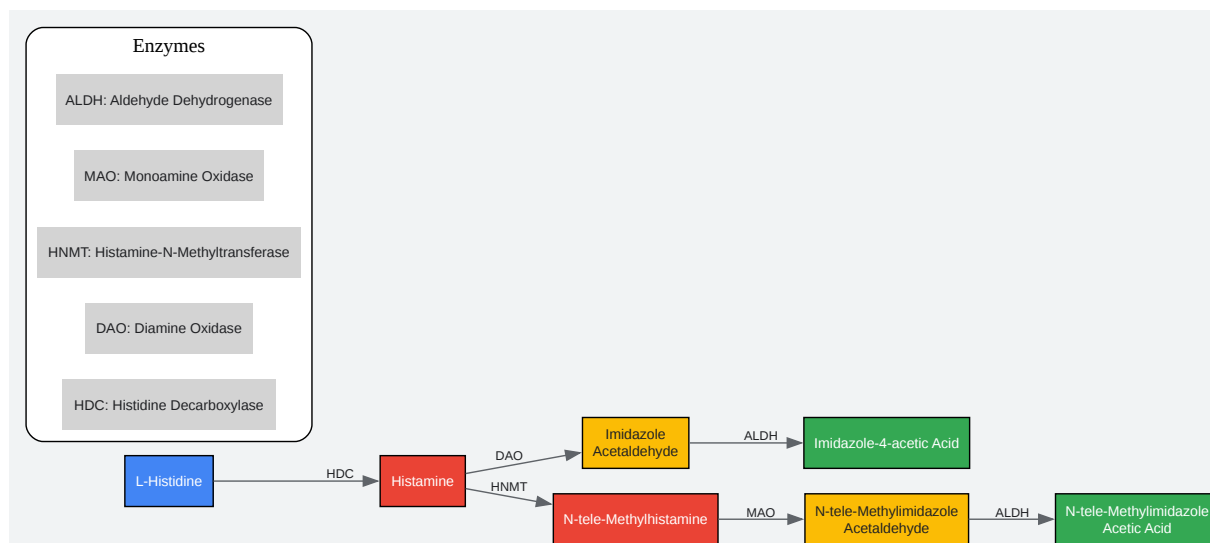 Enzymes
ALDH: Aldehyde Dehydrogenase
MAO: Monoamine Oxidase
HNMT: Histamine-N-Methyltransferase
DAO: Diamine Oxidase
HDC: Histidine Decarboxylase
L-Histidine
HDC
Histamine
DAO
HNMT
Imidazole
Acetaldehyde
ALDH
Imidazole-4-acetic Acid
N-tele-Methylhistamine
MAO
N-tele-Methylimidazole
Acetaldehyde
ALDH
N-tele-Methylimidazole
Acetic Acid